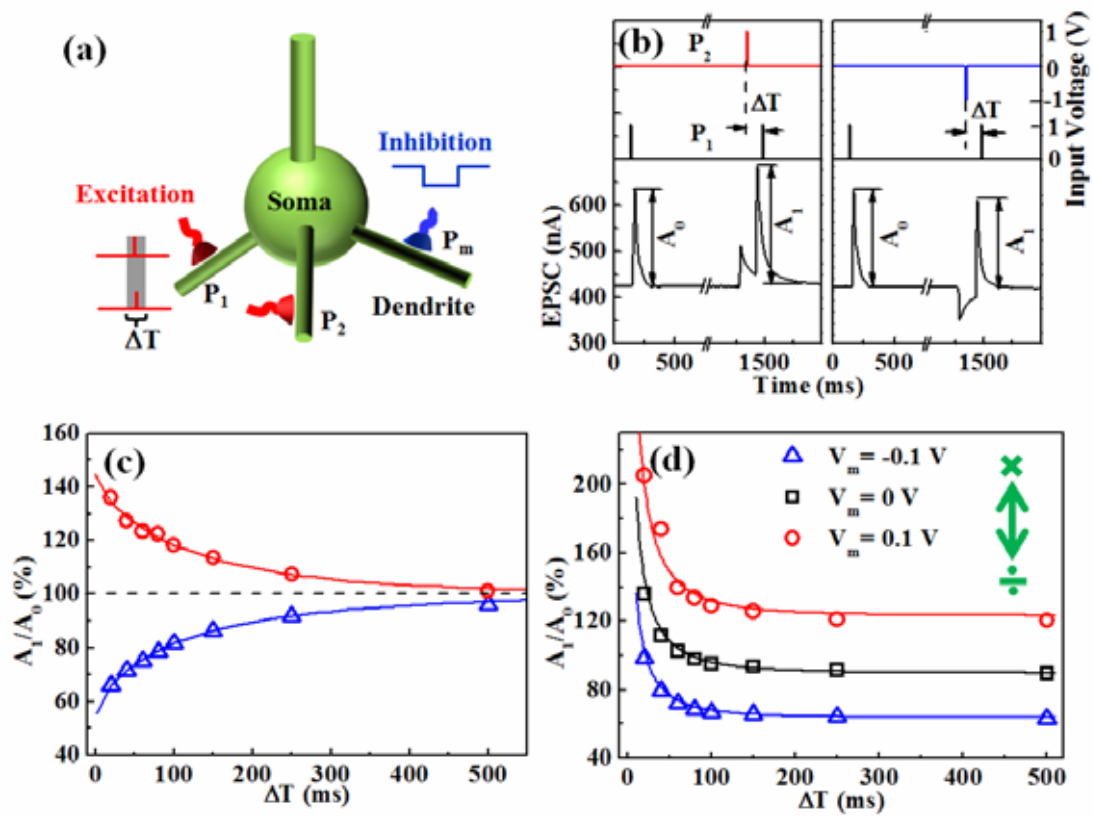 (a)
Inhibition
Excitation
Soma
P1
P2
Pm
Dendrite
ΔT
(b)
P2
ΔT
P1
ΔT
1
0
-1
1
0
Input Voltage (V)
EPSC (nA)
600
500
400
300
A0
A1
A0
A1
0 500 1500 0 500 1500
Time (ms)
(c)
A1/A0 (%)
160
140
120
100
80
60
40
0 100 200 300 400 500
ΔT (ms)
(d)
Vm= -0.1 V
Vm= 0 V
Vm= 0.1 V
×
÷
A1/A0 (%)
200
160
120
80
40
0 100 200 300 400 500
ΔT (ms)